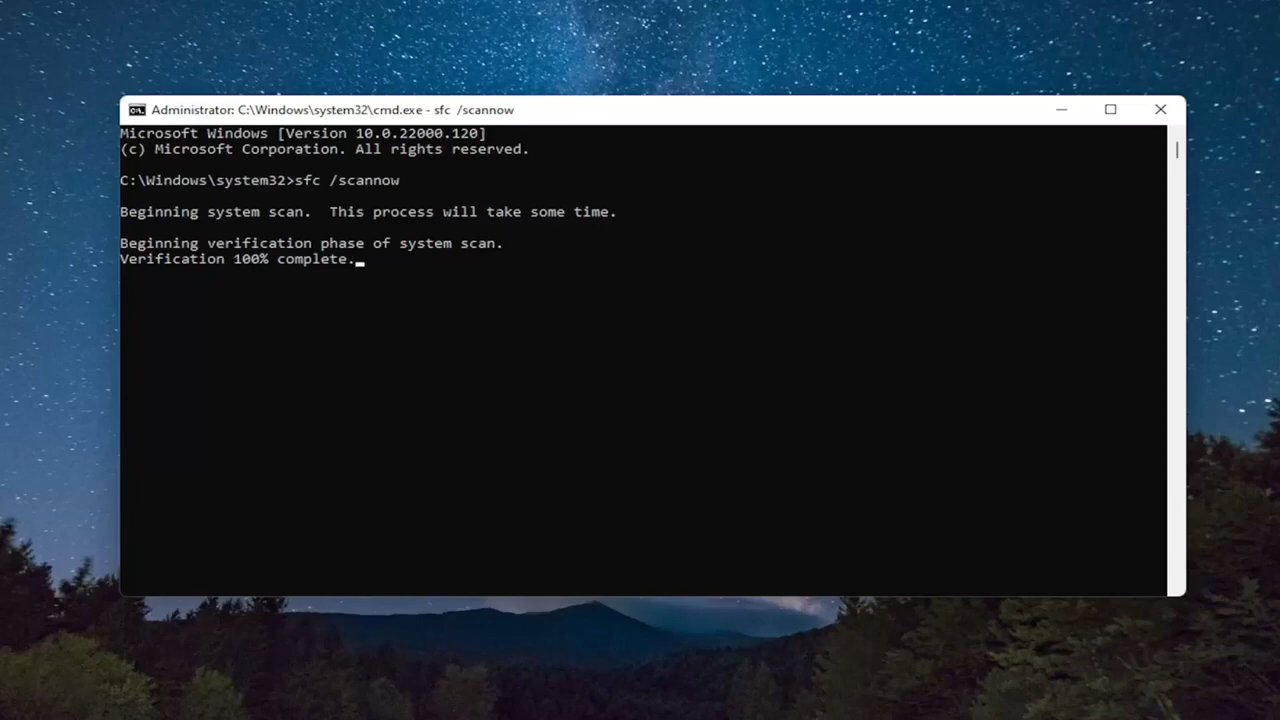 Administrator: C:\Windows\system32\cmd.exe - sfc  /scannow
Microsoft Windows [Version 10.0.22000.120]
(c) Microsoft Corporation. All rights reserved.
C:\Windows\system32>sfc /scannow
Beginning system scan.  This process will take some time.
Beginning verification phase of system scan.
Verification 100% complete.